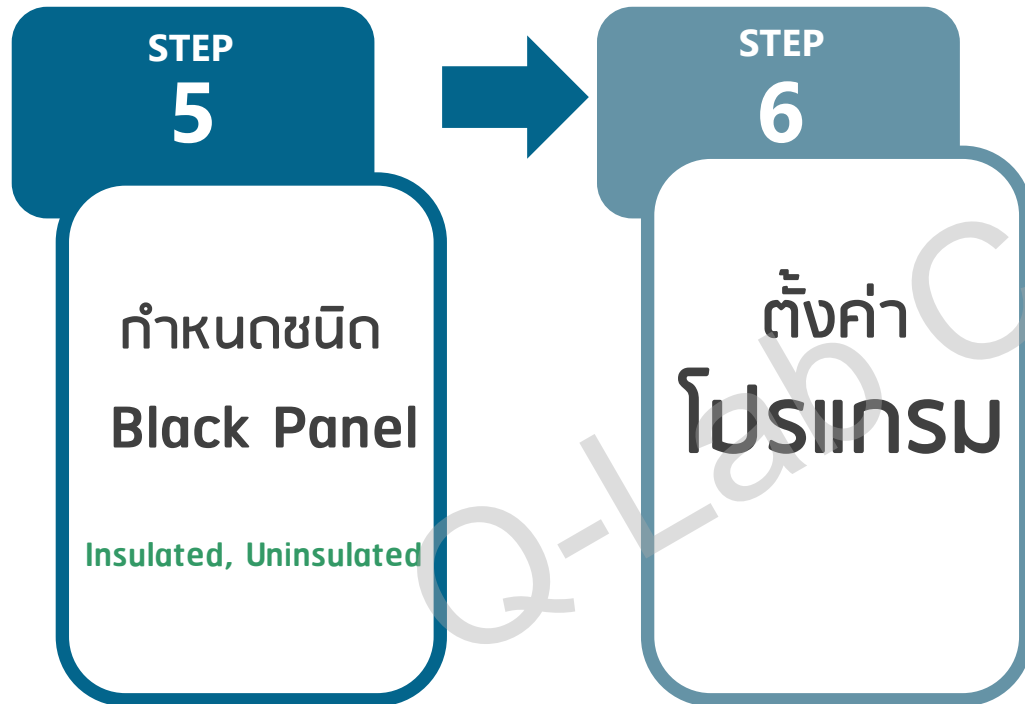 STEP
5
กำหนดชนิด
Black Panel
Insulated, Uninsulated
STEP
6
ตั้งค่า
โปรแกรม
Q-Lab C